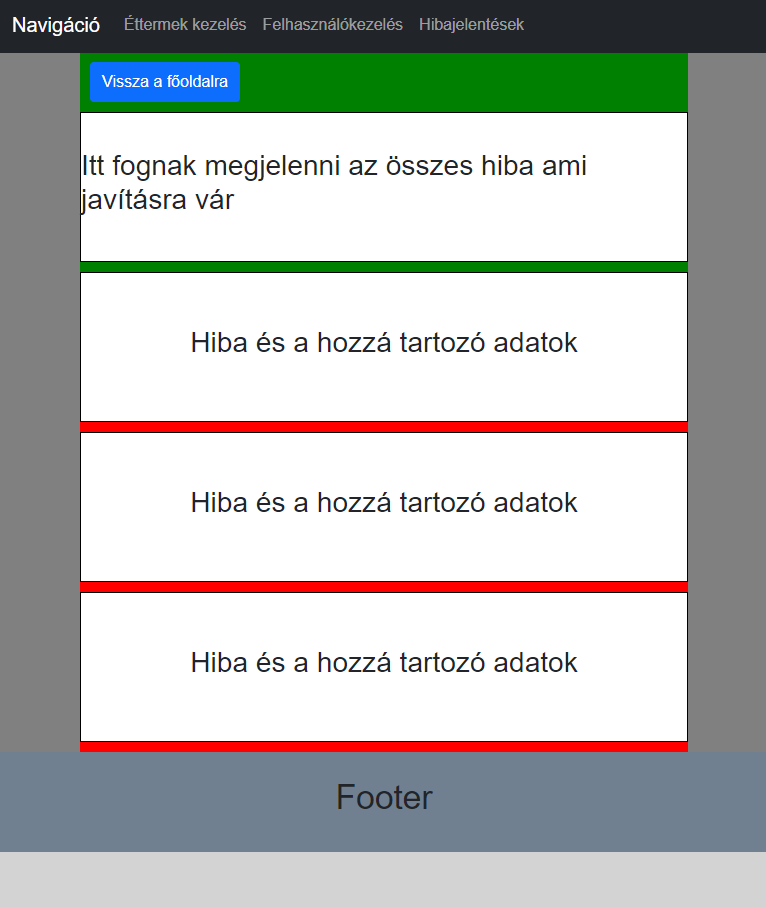 Navigáció Éttermek kezelés Felhasználókezelés Hibajelentések
Vissza a főoldalra
Itt fognak megjelenni az összes hiba ami
javításra vár
Hiba és a hozzá tartozó adatok
Hiba és a hozzá tartozó adatok
Hiba és a hozzá tartozó adatok
Footer